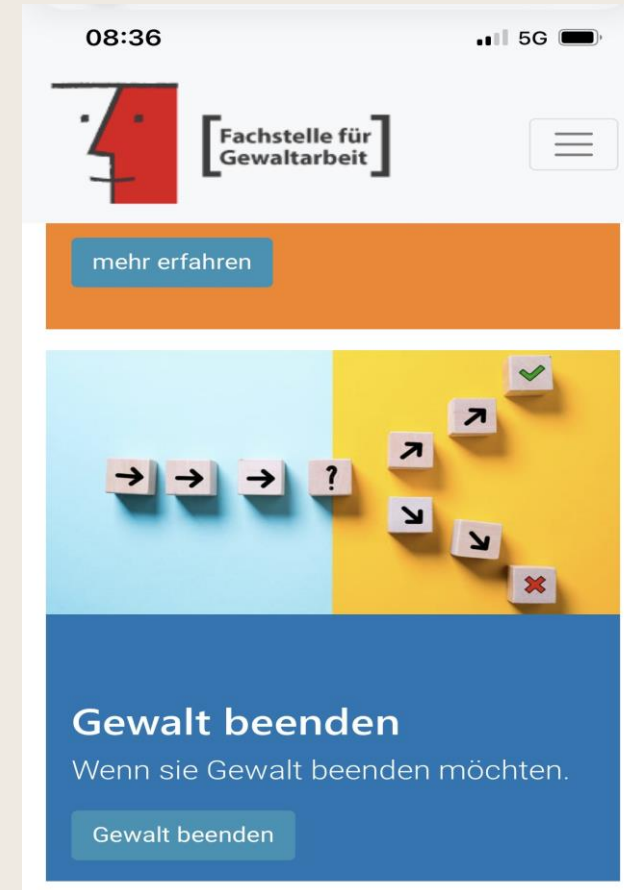 08:36
5G
Fachstelle für
Gewaltarbeit
mehr erfahren
?
Gewalt beenden
Wenn sie Gewalt beenden möchten.
Gewalt beenden